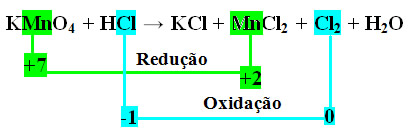 KMnO₄ + HCl → KCl + MnCl₂ + Cl₂ + H₂O
+7 Redução +2
-1 Oxidação 0